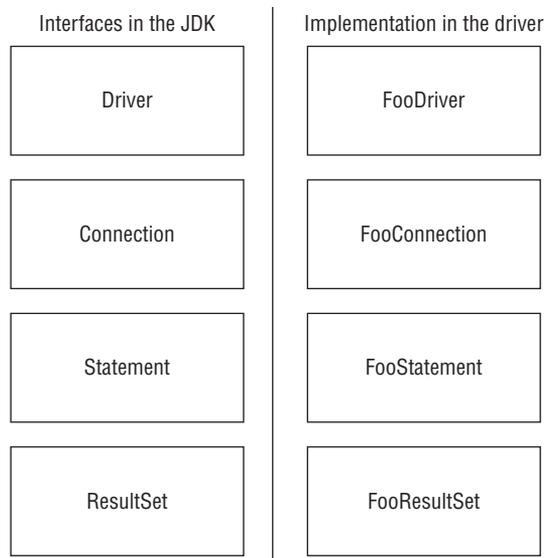 Interfaces in the JDK
Implementation in the driver
Driver
FooDriver
Connection
FooConnection
Statement
FooStatement
ResultSet
FooResultSet